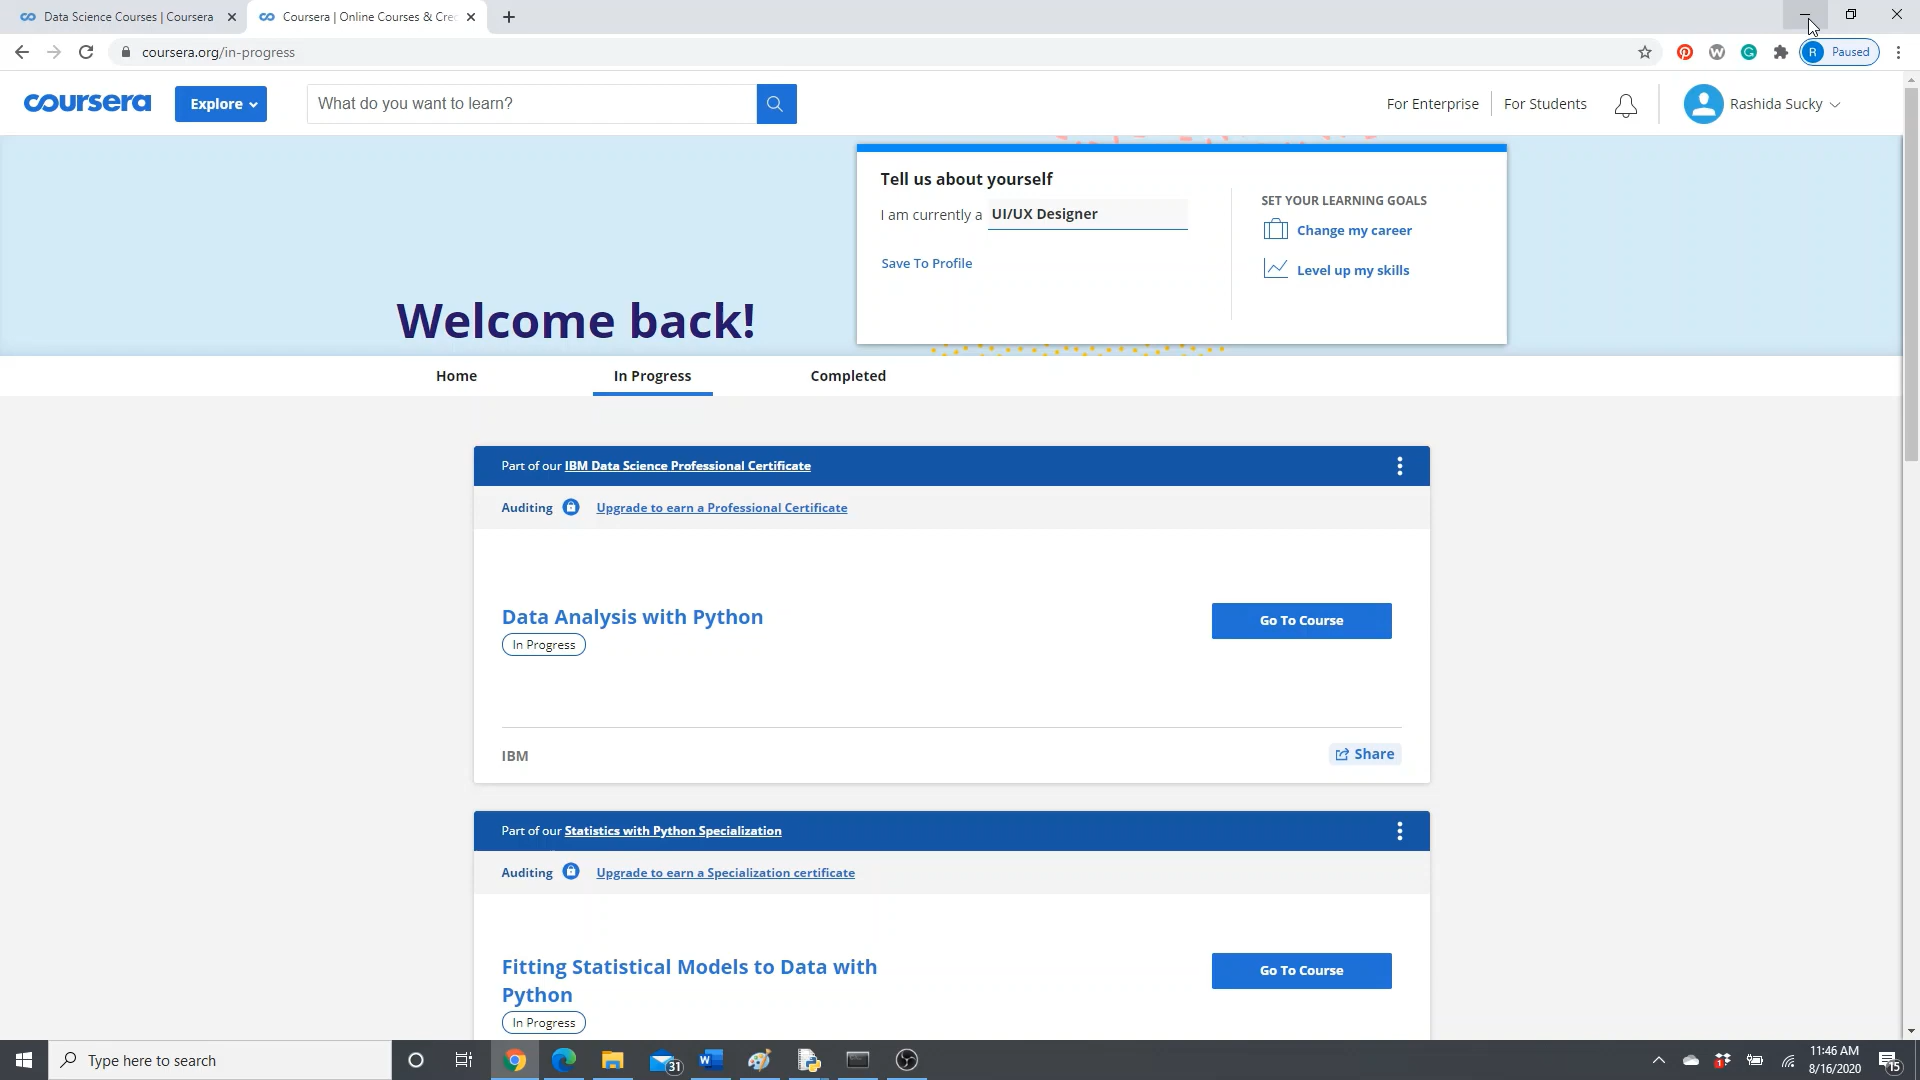 Data Science Courses | Coursera
Coursera | Online Courses & Cre
coursera.org/in-progress
R Paused
coursera
Explore
What do you want to learn?
For Enterprise
For Students
Rashida Sucky
Tell us about yourself
I am currently a UI/UX Designer
Save To Profile
SET YOUR LEARNING GOALS
Change my career
Level up my skills
Welcome back!
Home
In Progress
Completed
Part of our IBM Data Science Professional Certificate
Auditing
Upgrade to earn a Professional Certificate
Data Analysis with Python
In Progress
Go To Course
IBM
Share
Part of our Statistics with Python Specialization
Auditing
Upgrade to earn a Specialization certificate
Fitting Statistical Models to Data with
Python
In Progress
Go To Course
Type here to search
31
1
11:46 AM
8/16/2020
15